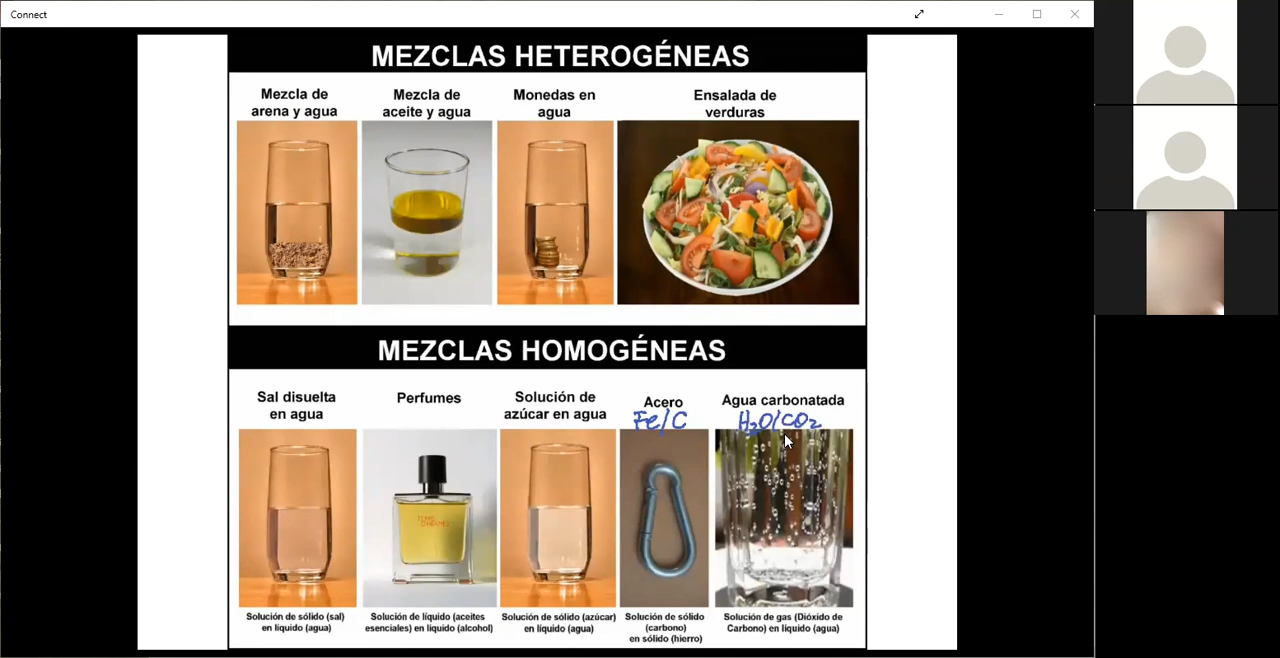 Connect
MEZCLAS HETEROGÉNEAS
Mezcla de
arena y agua
Mezcla de
aceite y agua
Monedas en
agua
Ensalada de
verduras
MEZCLAS HOMOGÉNEAS
Sal disuelta
en agua
Perfumes
Solución de
azúcar en agua
Acero
Fe/C
Agua carbonatada
H2O/CO2
Solución de sólido (sal)
en líquido (agua)
Solución de líquido (aceites
esenciales) en líquido (alcohol)
Solución de sólido (azúcar)
en líquido (agua)
Solución de sólido
(carbono)
en sólido (hierro)
Solución de gas (Dióxido de
Carbono) en líquido (agua)